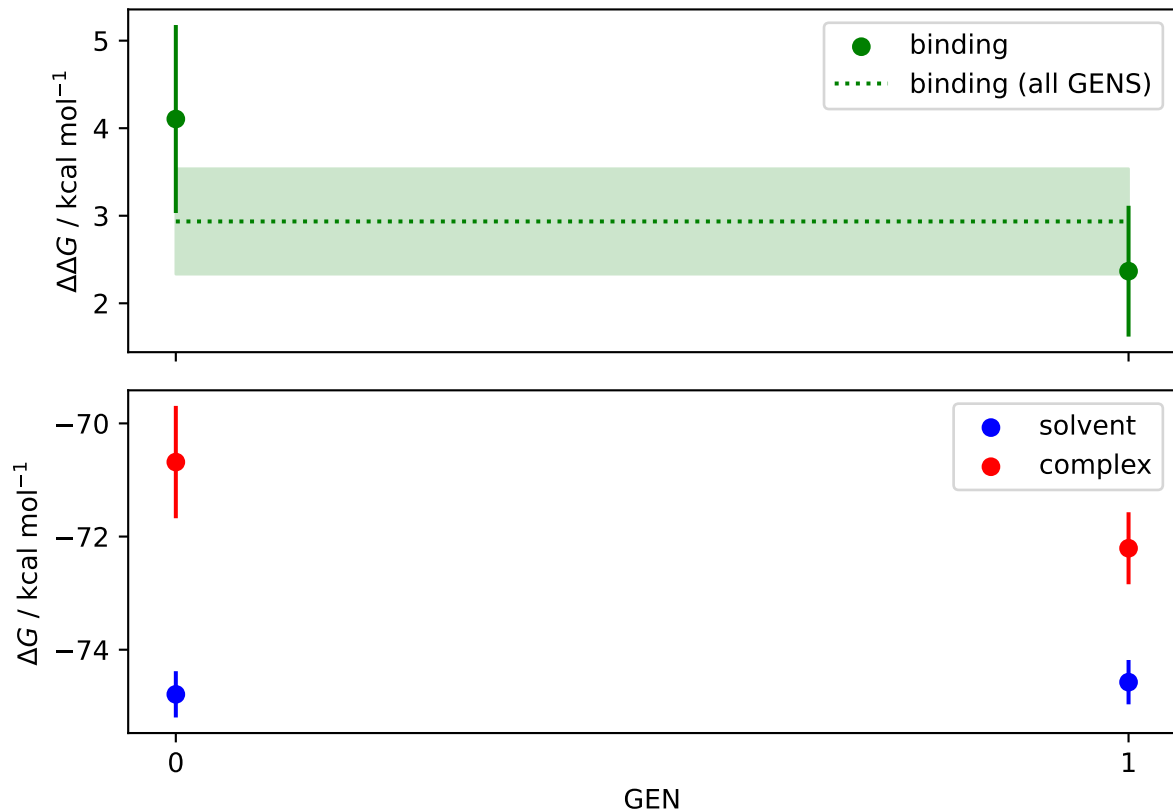 5
4
3
2
ΔΔG / kcal mol⁻¹
binding
binding (all GENS)
−70
−72
−74
ΔG / kcal mol⁻¹
solvent
complex
0
1
GEN